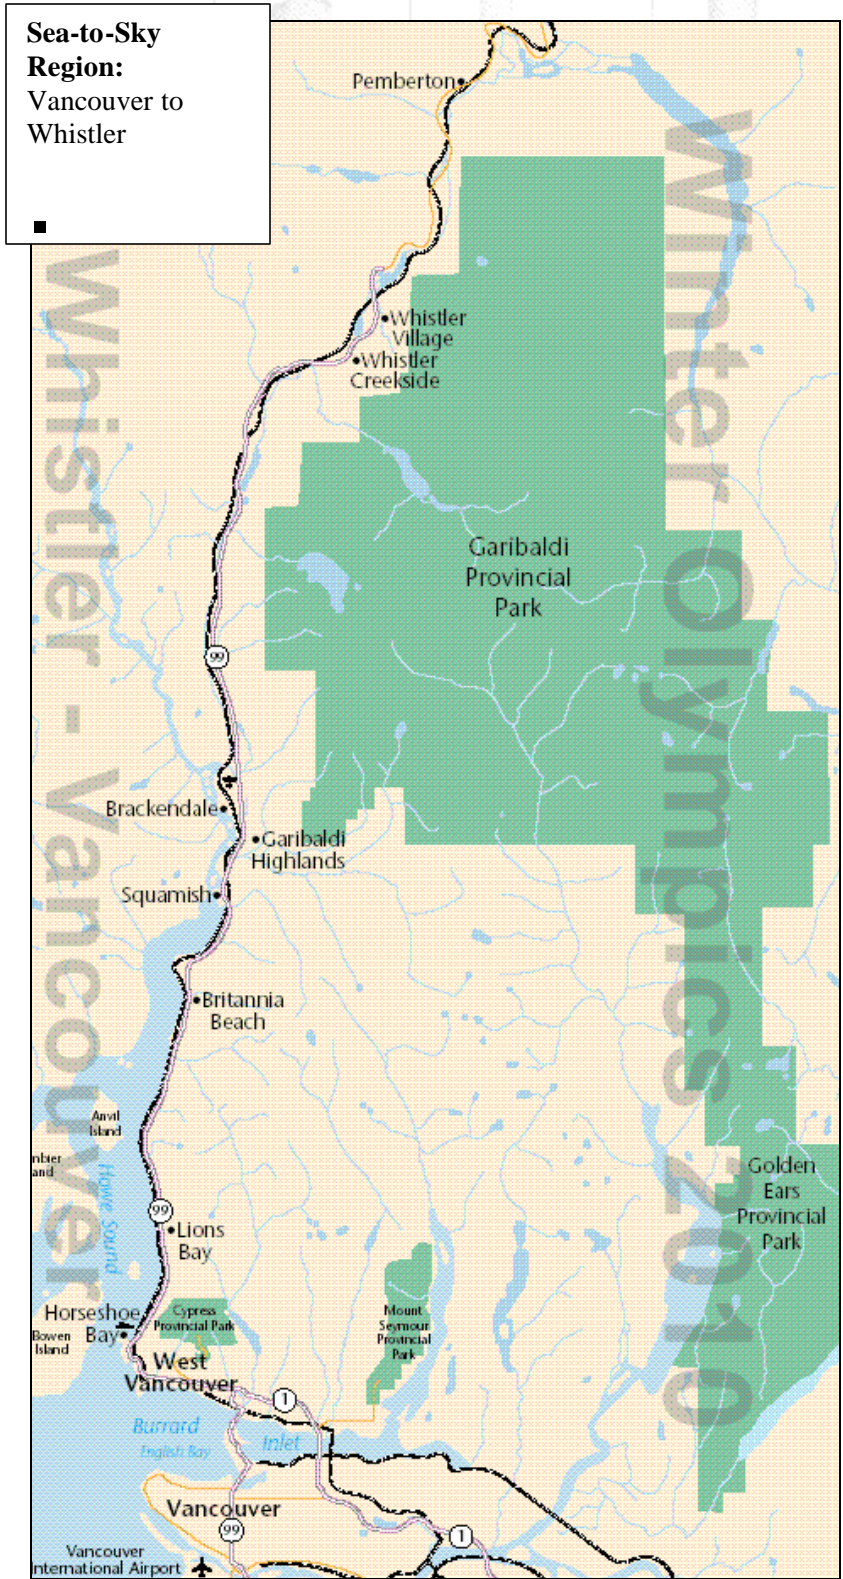 Sea-to-Sky
Region:
Vancouver to
Whistler
Pemberton
Whistler
Village
Whistler
Creekside
Garibaldi
Provincial
Park
99
Brackendale
Garibaldi
Highlands
Squamish
Britannia
Beach
Anvil
Island
nbier
and
Howe Sound
99
Lions
Bay
Golden
Ears
Provincial
Park
Horseshoe
Bay
Bowen
Island
Cypress
Provincial Park
Mount
Seymour
Provincial
Park
West
Vancouver
1
Burrard
Inlet
English Bay
Vancouver
99
1
Vancouver
International Airport
Whistler - Vancouver
Winter Olympics 2010